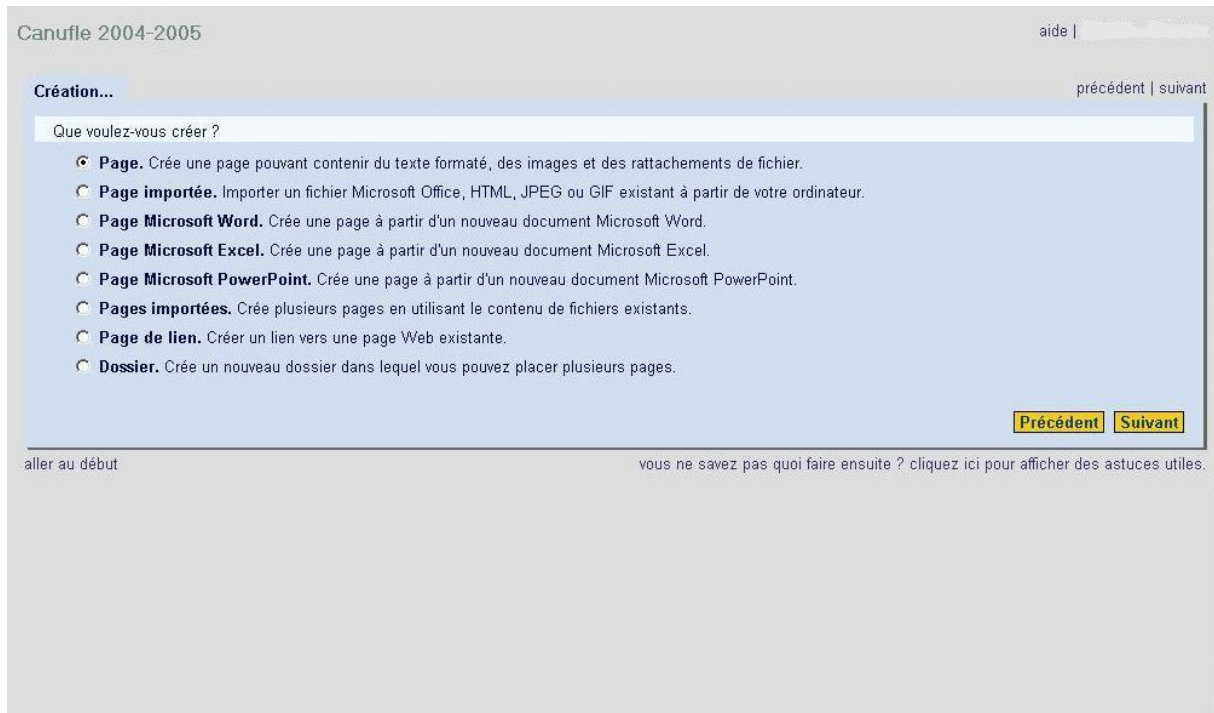 Canufle 2004-2005
aide |
Création...
précédent | suivant
Que voulez-vous créer ?
Page. Crée une page pouvant contenir du texte formaté, des images et des rattachements de fichier.
Page importée. Importer un fichier Microsoft Office, HTML, JPEG ou GIF existant à partir de votre ordinateur.
Page Microsoft Word. Crée une page à partir d'un nouveau document Microsoft Word.
Page Microsoft Excel. Crée une page à partir d'un nouveau document Microsoft Excel.
Page Microsoft PowerPoint. Crée une page à partir d'un nouveau document Microsoft PowerPoint.
Pages importées. Crée plusieurs pages en utilisant le contenu de fichiers existants.
Page de lien. Créer un lien vers une page Web existante.
Dossier. Crée un nouveau dossier dans lequel vous pouvez placer plusieurs pages.
Précédent Suivant
aller au début
vous ne savez pas quoi faire ensuite ? cliquez ici pour afficher des astuces utiles.